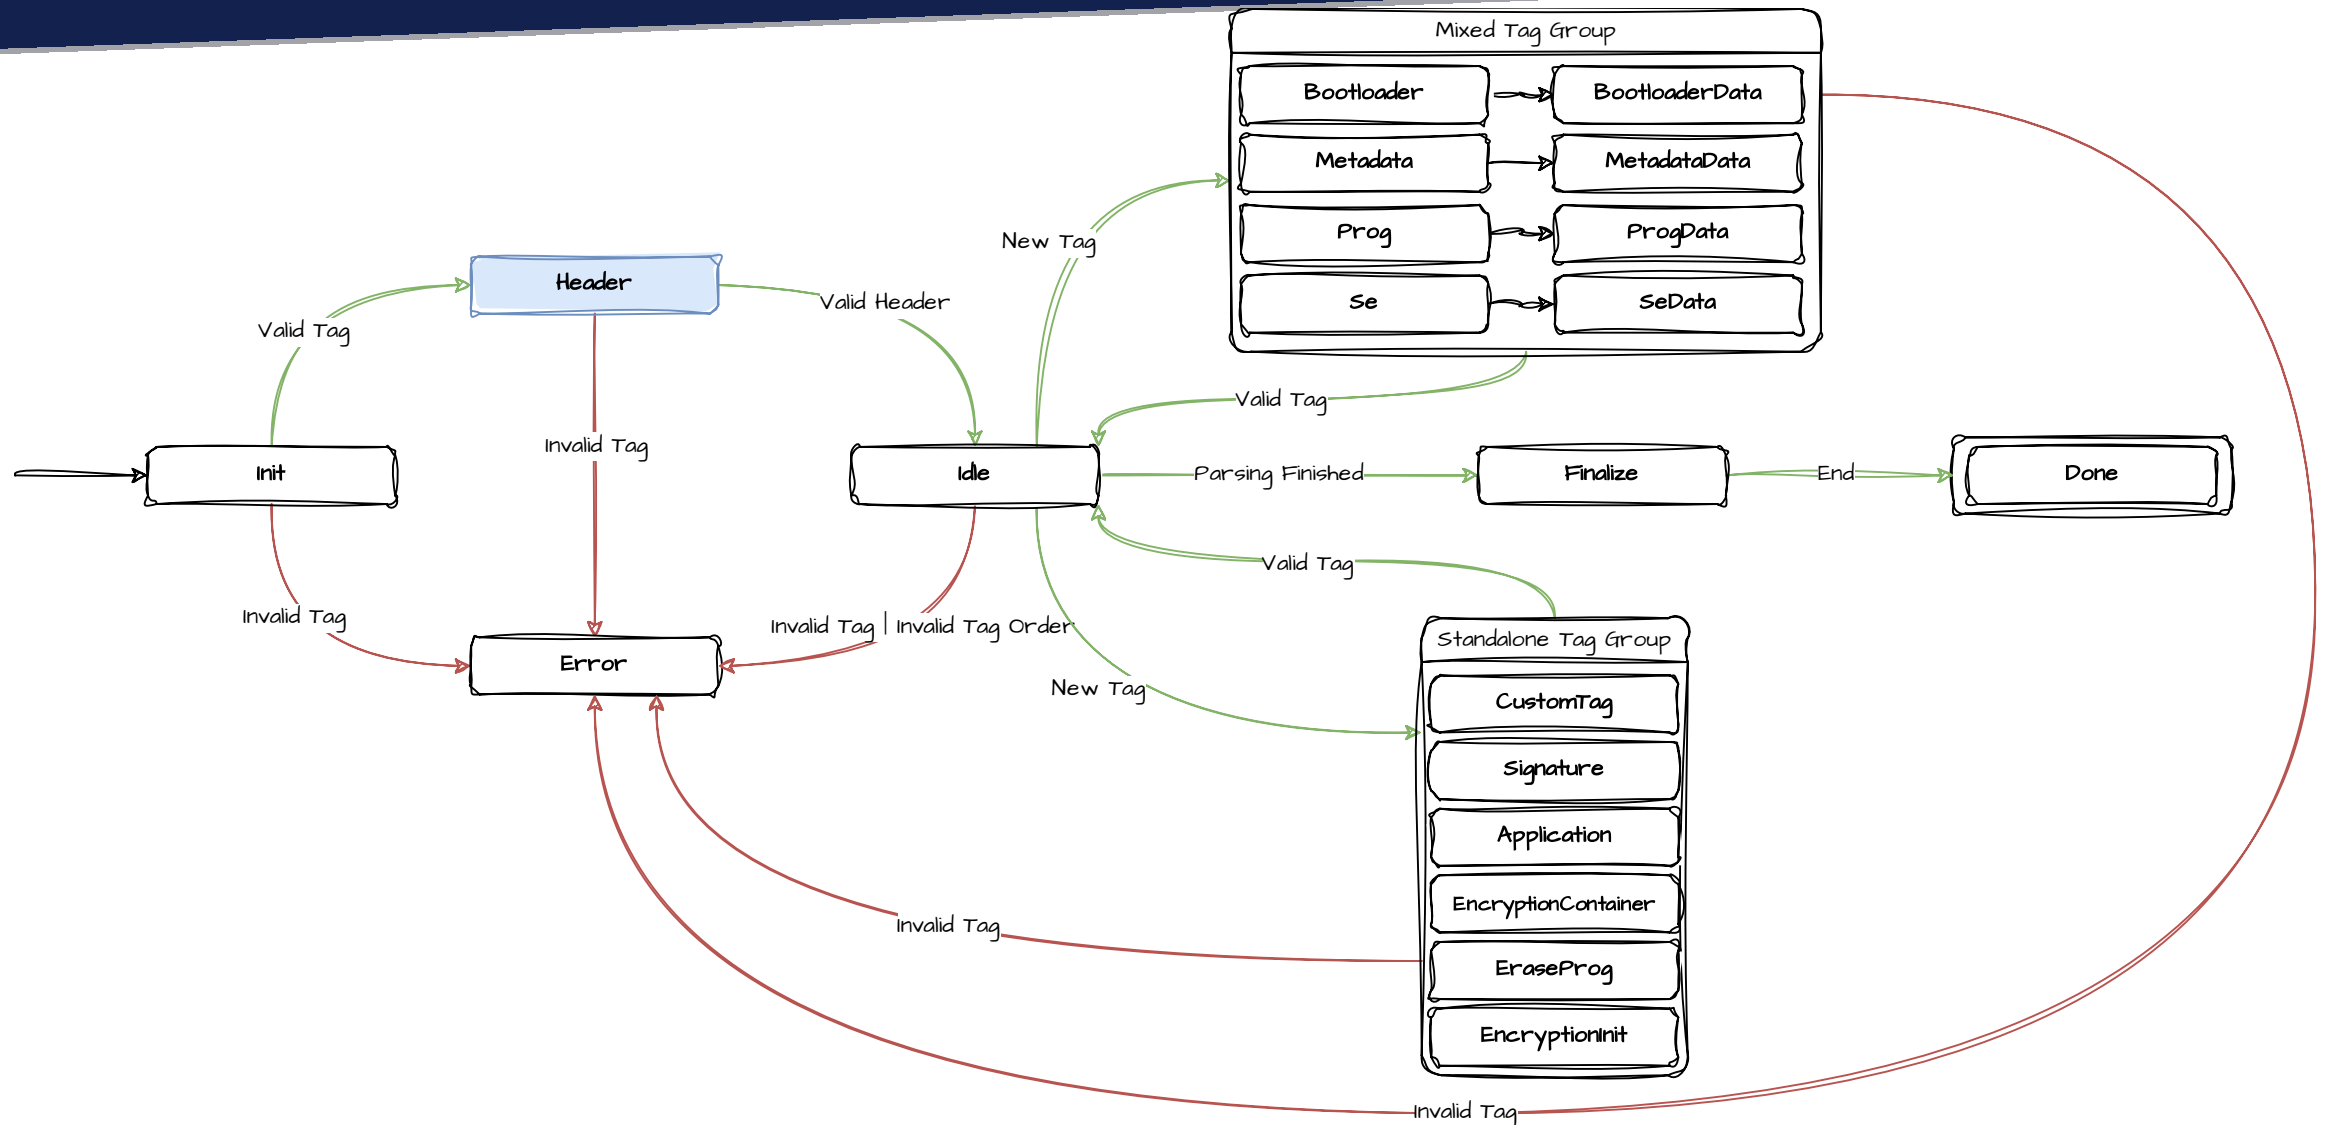 Mixed Tag Group
Bootloader
BootloaderData
Metadata
MetadataData
Prog
ProgData
Se
SeData
New Tag
Header
Valid Header
Valid Tag
Valid Tag
Invalid Tag
Init
Idle
Parsing Finished
Finalize
End
Done
Valid Tag
Invalid Tag
Invalid Tag | Invalid Tag Order
Error
New Tag
Standalone Tag Group
CustomTag
Signature
Application
EncryptionContainer
EraseProg
EncryptionInit
Invalid Tag
Invalid Tag